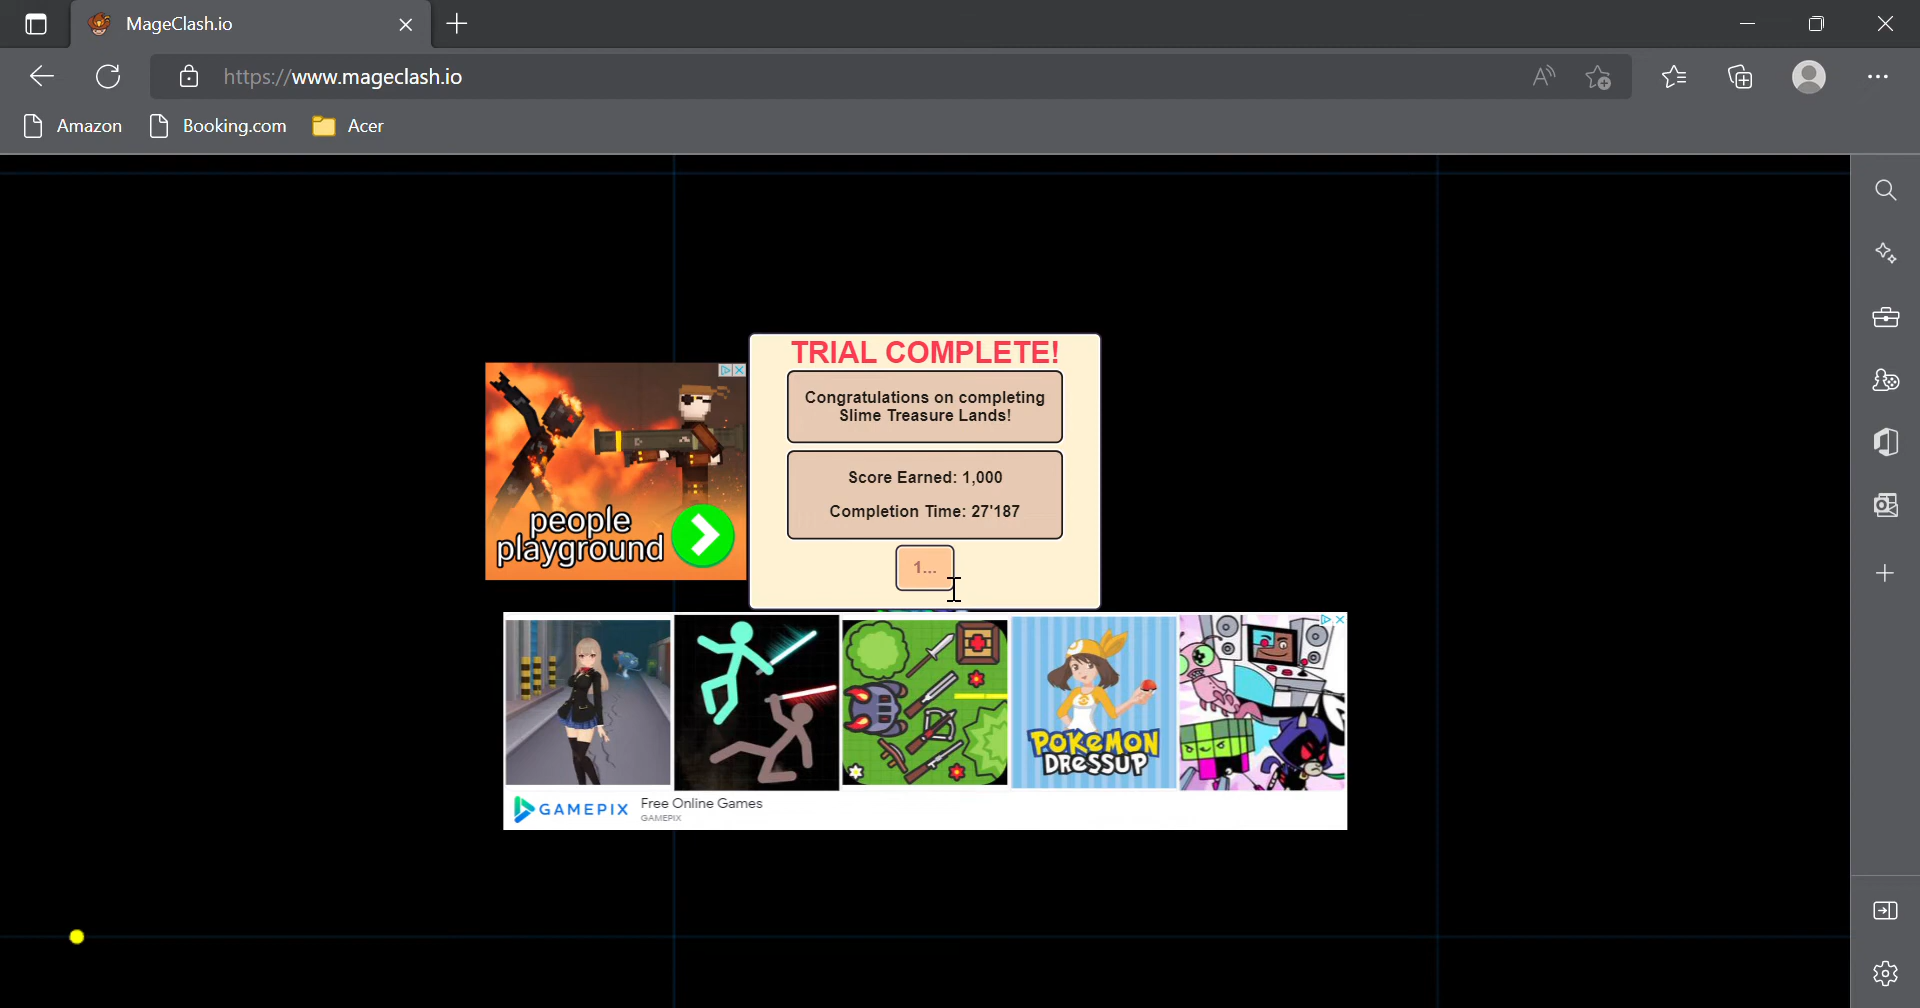 MageClash.io
https://www.mageclash.io
Amazon
Booking.com
Acer
TRIAL COMPLETE!
Congratulations on completing
Slime Treasure Lands!
Score Earned: 1,000
Completion Time: 27'187
1...
people
playground
POKEMON
DRESSUP
GAMEPIX
Free Online Games
GAMEPIX